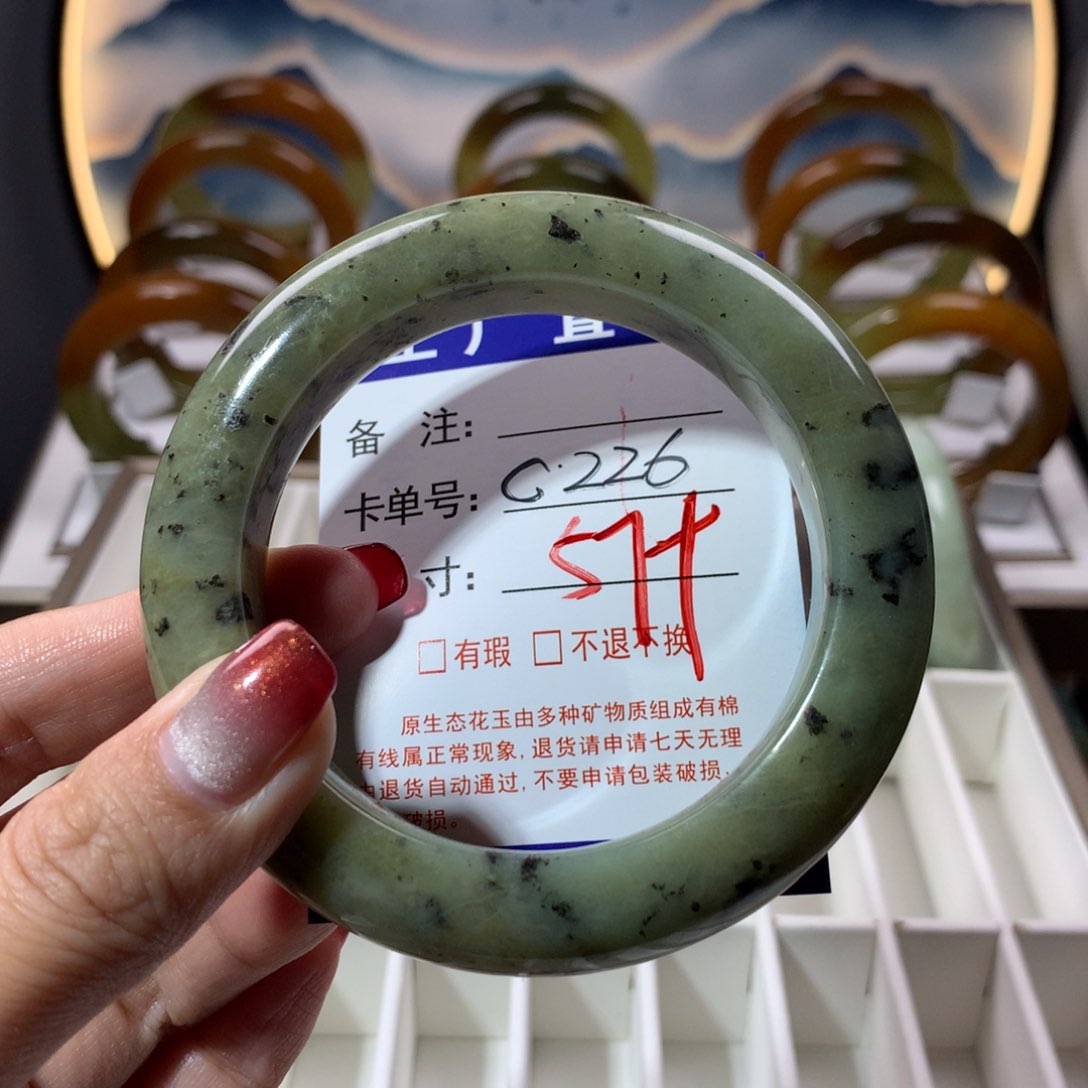 厂直
备 注:
卡单号: C.226
寸: 57
□有瑕 □不退不换
原生态花玉由多种矿物质组成有棉
有线属正常现象,退货请申请七天无理
由退货自动通过,不要申请包装破损,
破损。